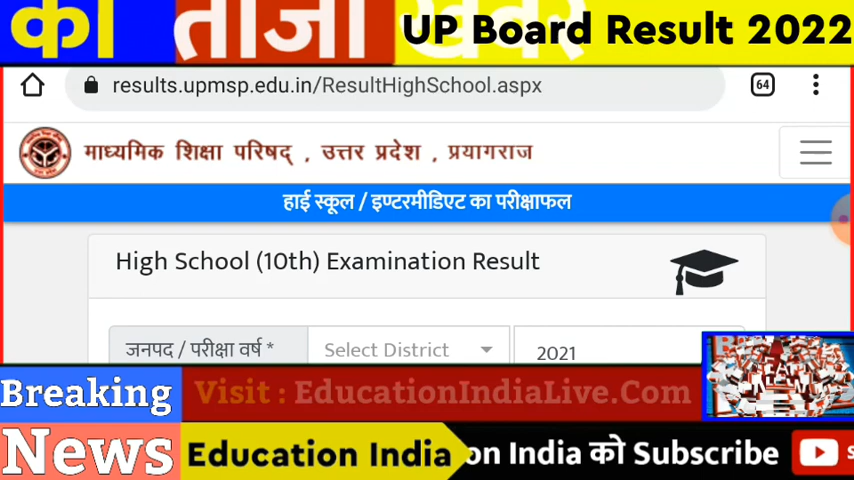 की ताजा खबर
UP Board Result 2022
results.upmsp.edu.in/ResultHighSchool.aspx
64
माध्यमिक शिक्षा परिषद् , उत्तर प्रदेश , प्रयागराज
हाई स्कूल / इण्टरमीडिएट का परीक्षाफल
High School (10th) Examination Result
जनपद / परीक्षा वर्ष *
Select District
2021
Breaking
News
Visit : EducationIndiaLive.Com
Education India
on India को Subscribe
S